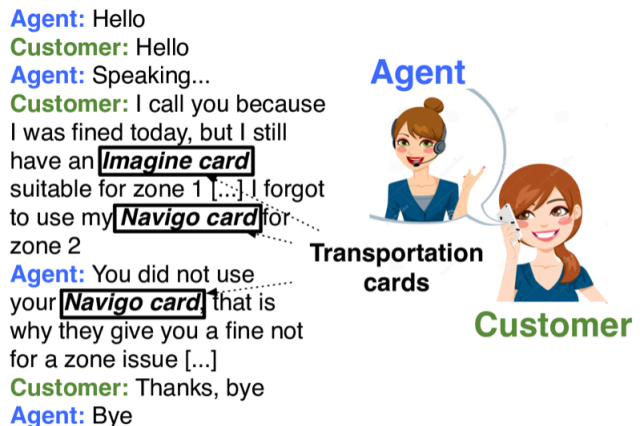 Agent: Hello
Customer: Hello
Agent: Speaking...
Customer: I call you because
I was fined today, but I still
have an Imagine card
suitable for zone 1 [...] I forgot
to use my Navigo card for
zone 2
Agent: You did not use
your Navigo card, that is
why they give you a fine not
for a zone issue [...]
Customer: Thanks, bye
Agent: Bye
Agent
Transportation
cards
Customer